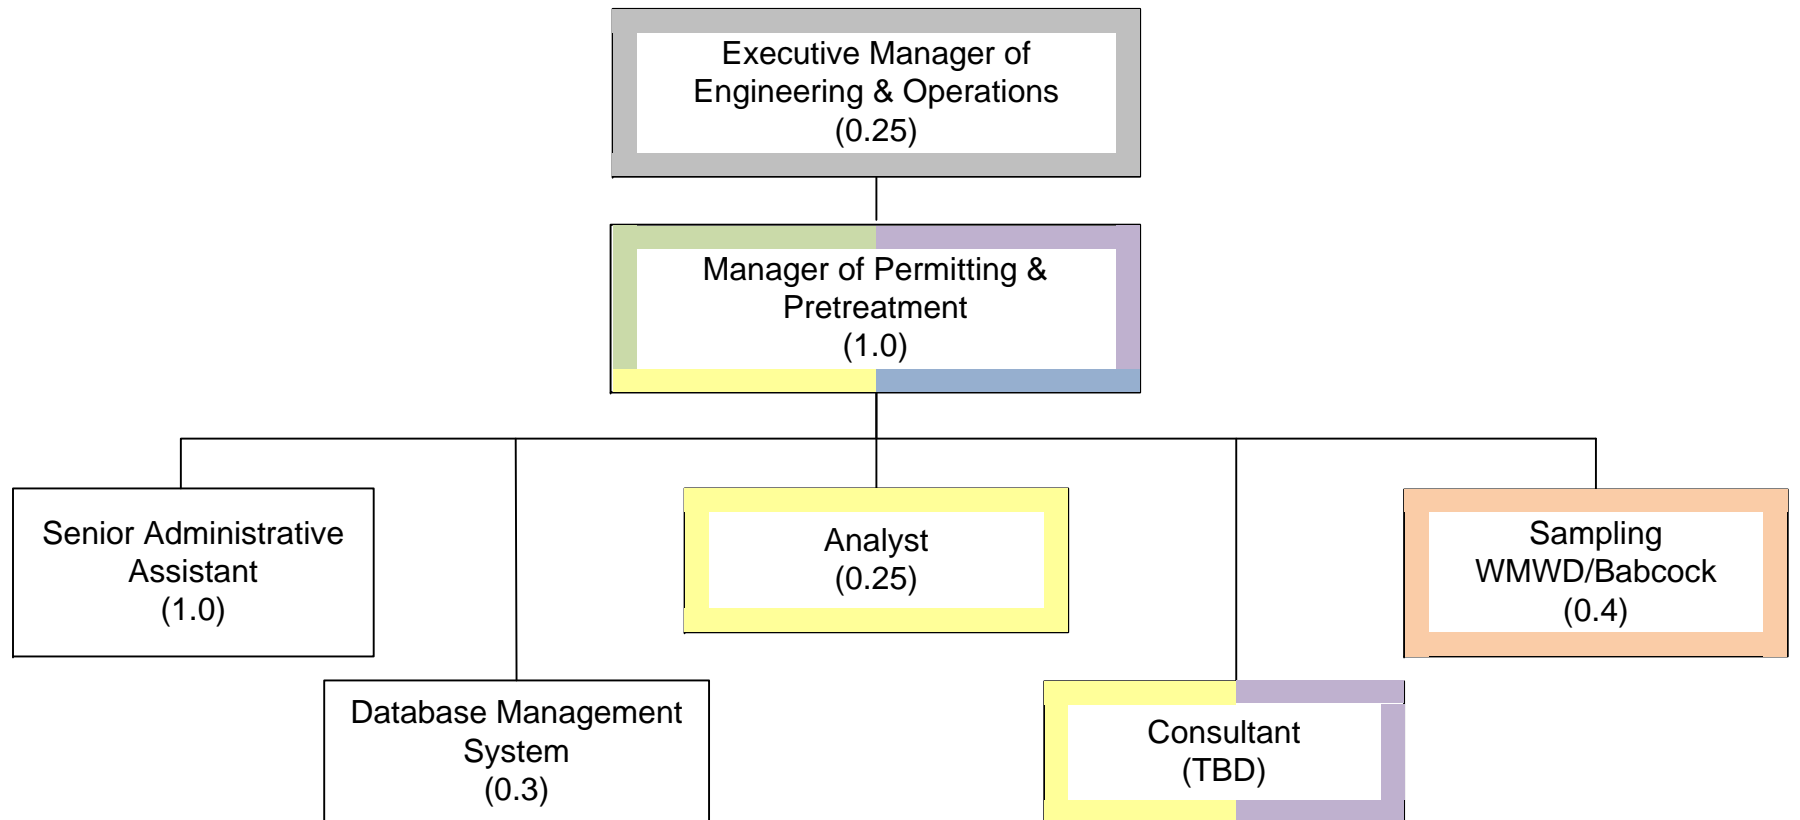 Executive Manager of
Engineering & Operations
(0.25)
Manager of Permitting &
Pretreatment
(1.0)
Senior Administrative
Assistant
(1.0)
Database Management
System
(0.3)
Analyst
(0.25)
Consultant
(TBD)
Sampling
WMWD/Babcock
(0.4)